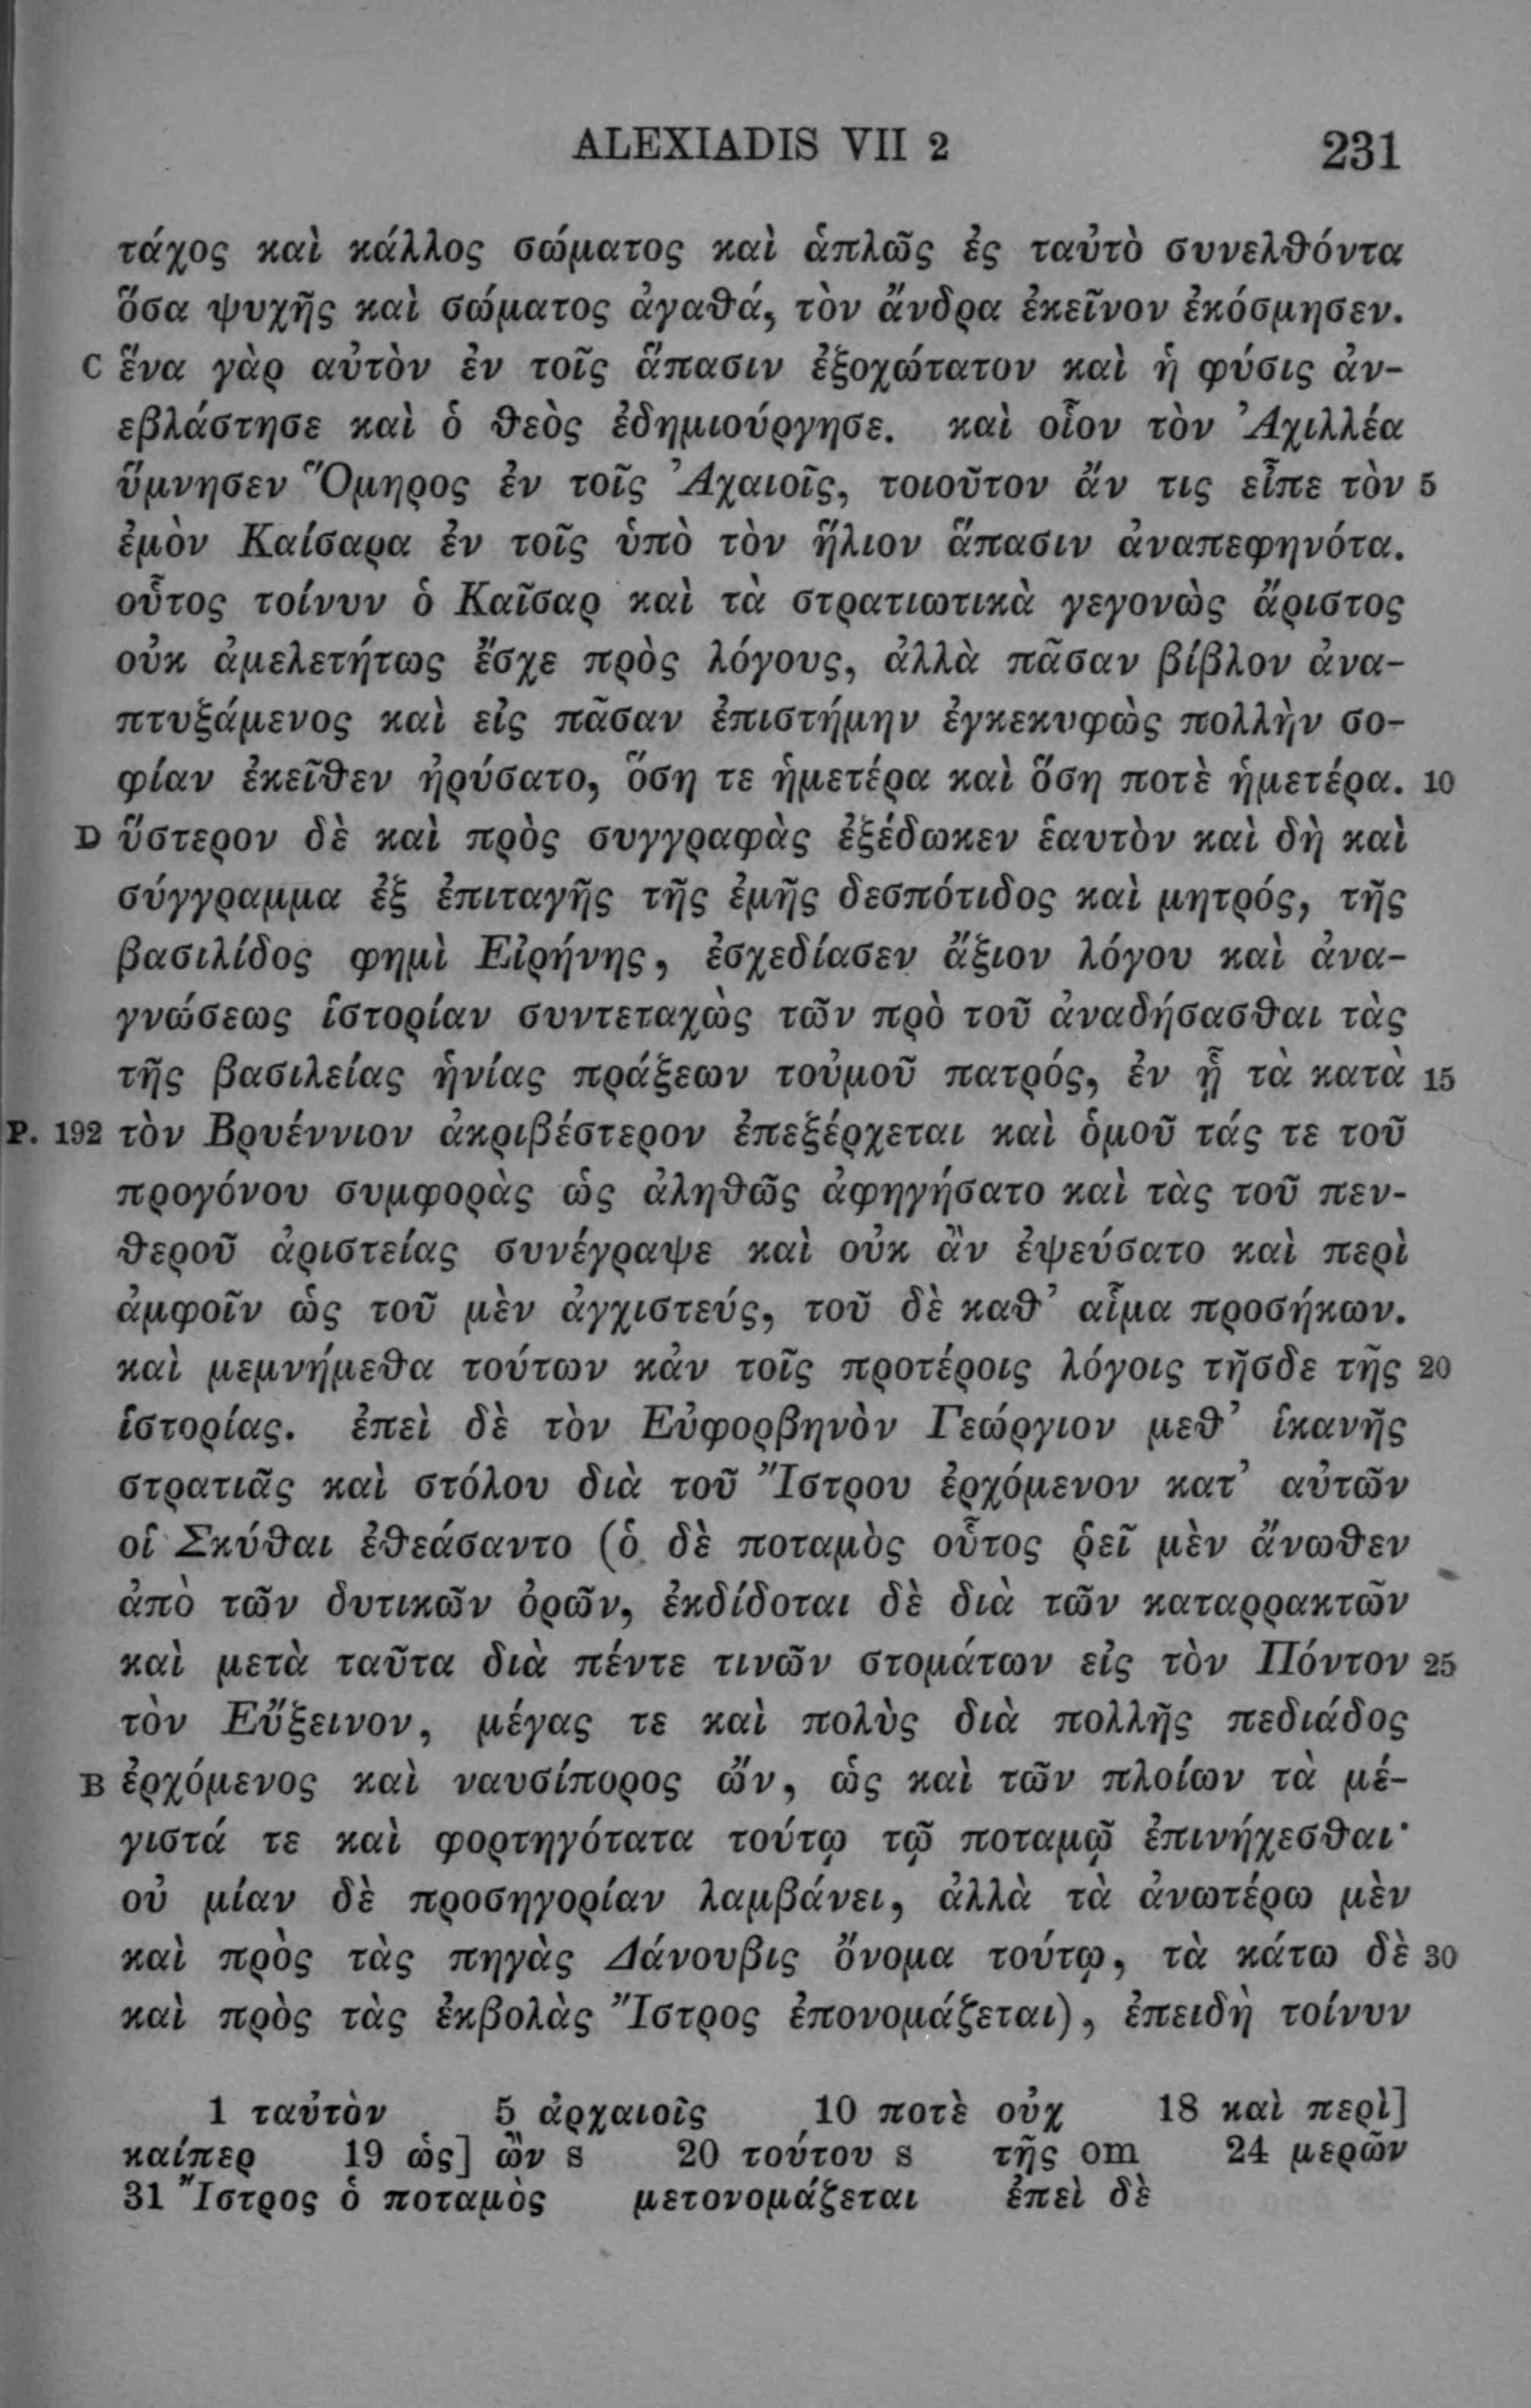 ALEXIADIS VII 2 231
τάχος καὶ κάλλος σώματος καὶ ἁπλῶς ἐς ταὐτὸ συνελθόντα
ὅσα ψυχῆς καὶ σώματος ἀγαθά, τὸν ἄνδρα ἐκεῖνον ἐκόσμησεν.
C ἕνα γὰρ αὐτὸν ἐν τοῖς ἅπασιν ἐξοχώτατον καὶ ἡ φύσις ἀν-
εβλάστησε καὶ ὁ θεὸς ἐδημιούργησε. καὶ οἷον τὸν Ἀχιλλέα
ὕμνησεν Ὅμηρος ἐν τοῖς Ἀχαιοῖς, τοιοῦτον ἄν τις εἶπε τὸν 5
ἐμὸν Καίσαρα ἐν τοῖς ὑπὸ τὸν ἥλιον ἅπασιν ἀναπεφηνότα.
οὗτος τοίνυν ὁ Καῖσαρ καὶ τὰ στρατιωτικὰ γεγονὼς ἄριστος
οὐκ ἀμελετήτως ἔσχε πρὸς λόγους, ἀλλὰ πᾶσαν βίβλον ἀνα-
πτυξάμενος καὶ εἰς πᾶσαν ἐπιστήμην ἐγκεκυφὼς πολλὴν σο-
φίαν ἐκεῖθεν ἠρύσατο, ὅση τε ἡμετέρα καὶ ὅση ποτὲ ἡμετέρα. 10
D ὕστερον δὲ καὶ πρὸς συγγραφὰς ἐξέδωκεν ἑαυτὸν καὶ δὴ καὶ
σύγγραμμα ἐξ ἐπιταγῆς τῆς ἐμῆς δεσπότιδος καὶ μητρός, τῆς
βασιλίδος φημὶ Εἰρήνης, ἐσχεδίασεν ἄξιον λόγου καὶ ἀνα-
γνώσεως ἱστορίαν συντεταχὼς τῶν πρὸ τοῦ ἀναδήσασθαι τὰς
τῆς βασιλείας ἡνίας πράξεων τοὐμοῦ πατρός, ἐν ᾗ τὰ κατὰ 15
P. 192 τὸν Βρυέννιον ἀκριβέστερον ἐπεξέρχεται καὶ ὁμοῦ τάς τε τοῦ
προγόνου συμφορὰς ὡς ἀληθῶς ἀφηγήσατο καὶ τὰς τοῦ πεν-
θεροῦ ἀριστείας συνέγραψε καὶ οὐκ ἂν ἐψεύσατο καὶ περὶ
ἀμφοῖν ὡς τοῦ μὲν ἀγχιστεύς, τοῦ δὲ καθ’ αἷμα προσήκων.
καὶ μεμνήμεθα τούτων κἀν τοῖς προτέροις λόγοις τῆσδε τῆς 20
ἱστορίας. ἐπεὶ δὲ τὸν Εὐφορβηνὸν Γεώργιον μεθ’ ἱκανῆς
στρατιᾶς καὶ στόλου διὰ τοῦ Ἴστρου ἐρχόμενον κατ’ αὐτῶν
οἱ Σκύθαι ἐθεάσαντο (ὁ δὲ ποταμὸς οὗτος ῥεῖ μὲν ἄνωθεν
ἀπὸ τῶν δυτικῶν ὀρῶν, ἐκδίδοται δὲ διὰ τῶν καταρρακτῶν
καὶ μετὰ ταῦτα διὰ πέντε τινῶν στομάτων εἰς τὸν Πόντον 25
τὸν Εὔξεινον, μέγας τε καὶ πολὺς διὰ πολλῆς πεδιάδος
B ἐρχόμενος καὶ ναυσίπορος ὤν, ὡς καὶ τῶν πλοίων τὰ μέ-
γιστά τε καὶ φορτηγότατα τούτῳ τῷ ποταμῷ ἐπινήχεσθαι·
οὐ μίαν δὲ προσηγορίαν λαμβάνει, ἀλλὰ τὰ ἀνωτέρω μὲν
καὶ πρὸς τὰς πηγὰς Δάνουβις ὄνομα τούτῳ, τὰ κάτω δὲ 30
καὶ πρὸς τὰς ἐκβολὰς Ἴστρος ἐπονομάζεται), ἐπειδὴ τοίνυν
1 ταὐτὸν 5 ἀρχαιοῖς 10 ποτὲ οὐχ 18 καὶ περὶ]
καίπερ 19 ὡς] ὢν s 20 τούτου s τῆς om 24 μερῶν
31 Ἴστρος ὁ ποταμὸς μετονομάζεται ἐπεὶ δὲ